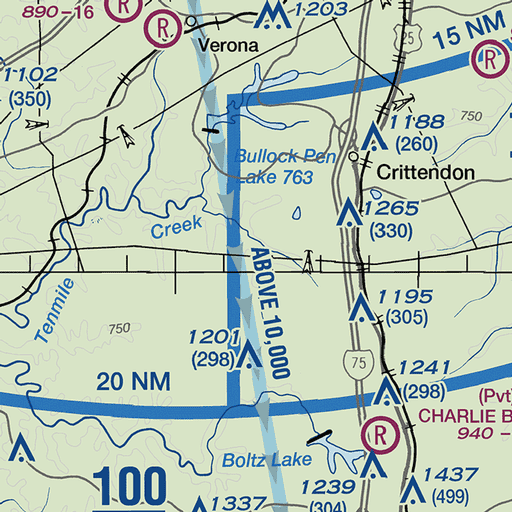 890-16
R
R
1203
Verona
25
15 NM
R
1102
(350)
750
1188
(260)
Bullock Pen
Lake 763
Crittendon
1265
(330)
Creek
ABOVE 10,000
Tenmile
1195
(305)
750
1201
(298)
75
1241
(298)
20 NM
(Pvt)
CHARLIE B
940 -
R
Boltz Lake
100
1239
(304)
1437
(499)
1337